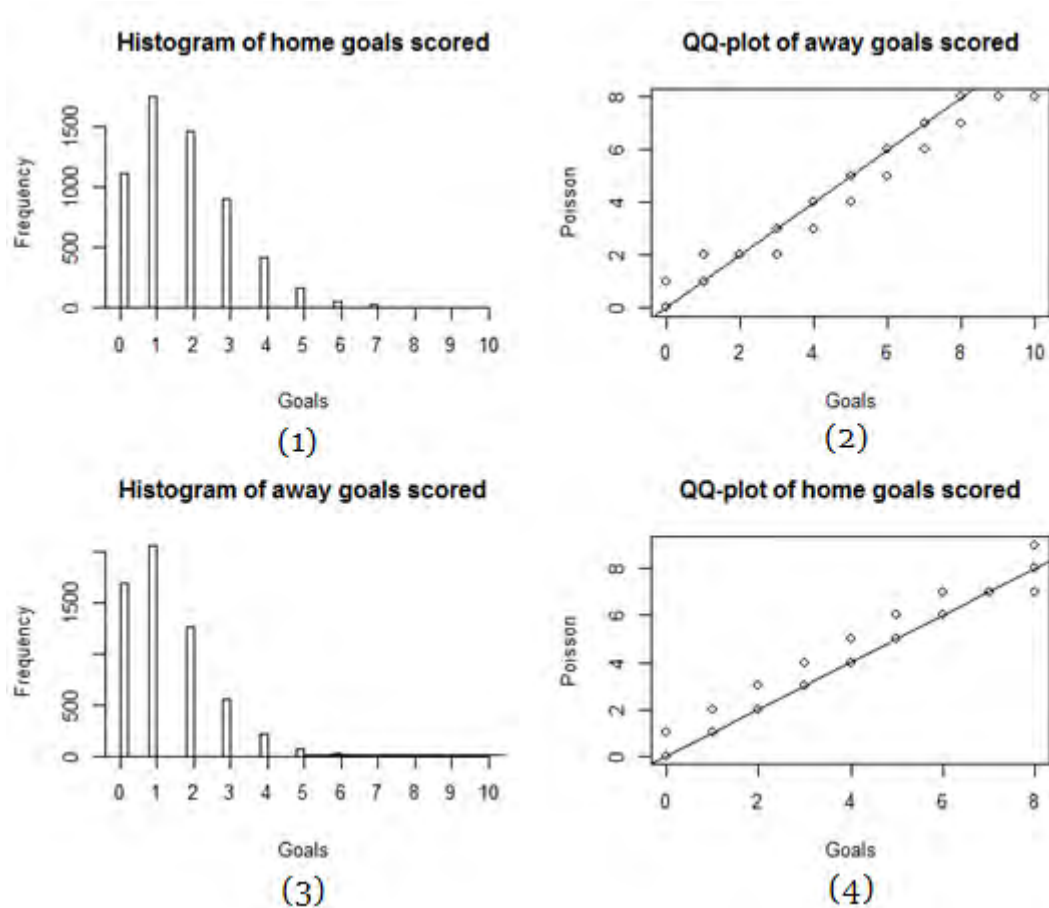 Histogram of home goals scored
Frequency
0 500 1000 1500
0 1 2 3 4 5 6 7 8 9 10
Goals
(1)
QQ-plot of away goals scored
Poisson
0 2 4 6 8
0 2 4 6 8 10
Goals
(2)
Histogram of away goals scored
Frequency
0 500 1500
0 1 2 3 4 5 6 7 8 9 10
Goals
(3)
QQ-plot of home goals scored
Poisson
0 2 4 6 8
0 2 4 6 8
Goals
(4)